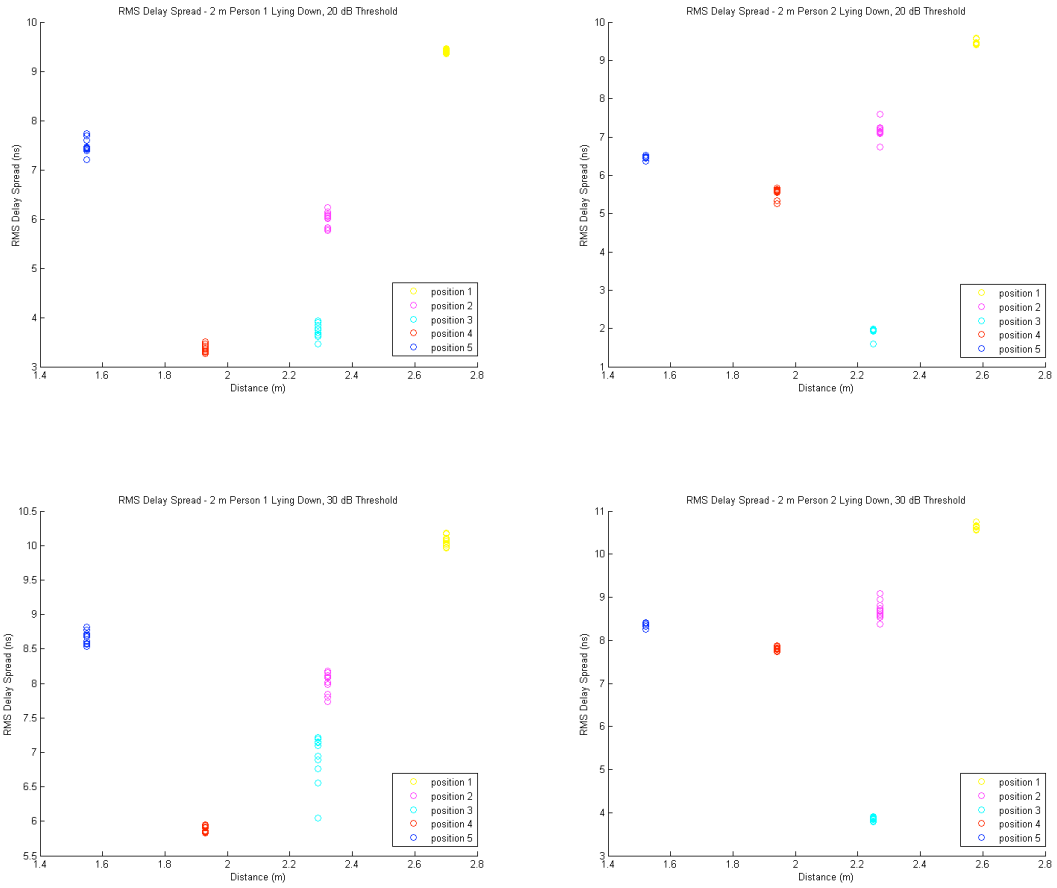 RMS Delay Spread - 2 m Person 1 Lying Down, 20 dB Threshold
10
9
8
7
6
5
4
3
RMS Delay Spread (ns)
1.4 1.6 1.8 2 2.2 2.4 2.6 2.8
Distance (m)
position 1
position 2
position 3
position 4
position 5
RMS Delay Spread - 2 m Person 2 Lying Down, 20 dB Threshold
10
9
8
7
6
5
4
3
2
1
RMS Delay Spread (ns)
1.4 1.6 1.8 2 2.2 2.4 2.6 2.8
Distance (m)
position 1
position 2
position 3
position 4
position 5
RMS Delay Spread - 2 m Person 1 Lying Down, 30 dB Threshold
10.5
10
9.5
9
8.5
8
7.5
7
6.5
6
5.5
RMS Delay Spread (ns)
1.4 1.6 1.8 2 2.2 2.4 2.6 2.8
Distance (m)
position 1
position 2
position 3
position 4
position 5
RMS Delay Spread - 2 m Person 2 Lying Down, 30 dB Threshold
11
10
9
8
7
6
5
4
3
RMS Delay Spread (ns)
1.4 1.6 1.8 2 2.2 2.4 2.6 2.8
Distance (m)
position 1
position 2
position 3
position 4
position 5